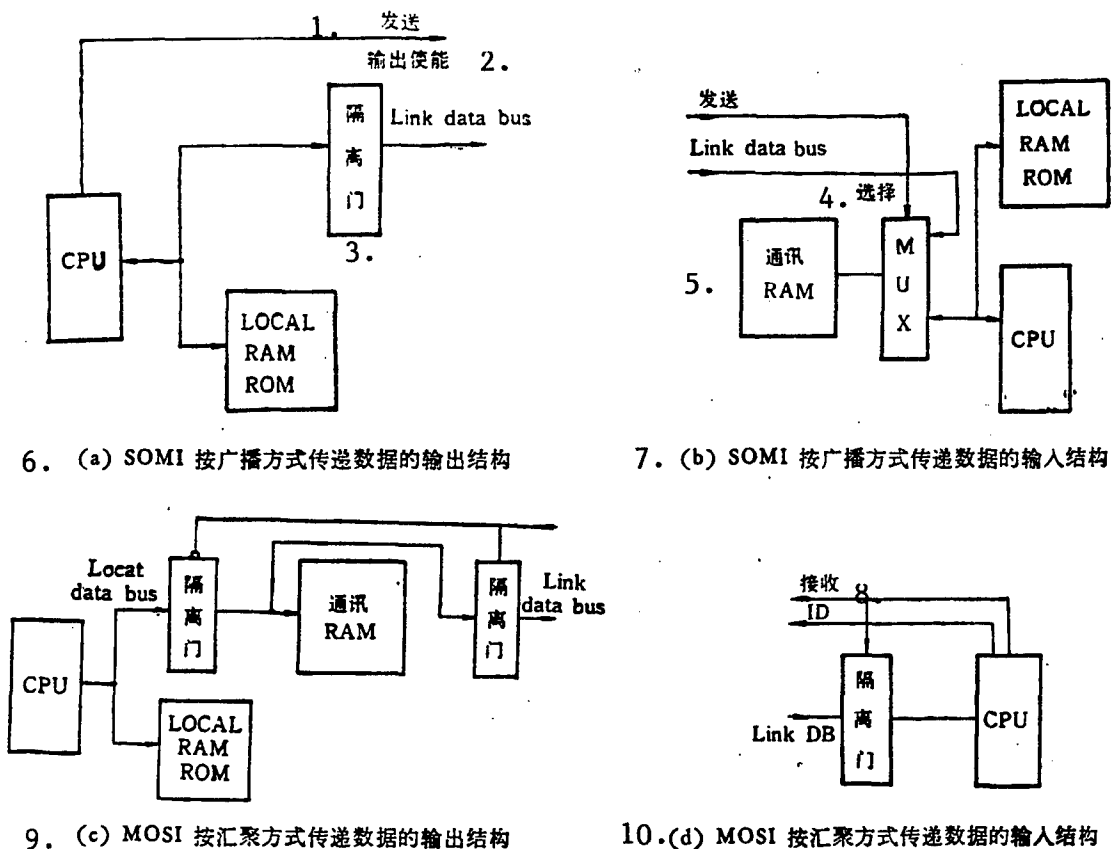 1. 发送
输出使能 2.
隔
离
门
Link data bus
3.
CPU
LOCAL
RAM
ROM
6. (a) SOMI 按广播方式传递数据的输出结构
发送
Link data bus
4. 选择
5.
通讯
RAM
M
U
X
LOCAL
RAM
ROM
CPU
7. (b) SOMI 按广播方式传递数据的输入结构
Locat
data bus
隔
离
门
通讯
RAM
隔
离
门
Link
data bus
CPU
LOCAL
RAM
ROM
9. (c) MOSI 按汇聚方式传递数据的输出结构
接收 8
ID
隔
离
门
Link DB
CPU
10.(d) MOSI 按汇聚方式传递数据的输入结构